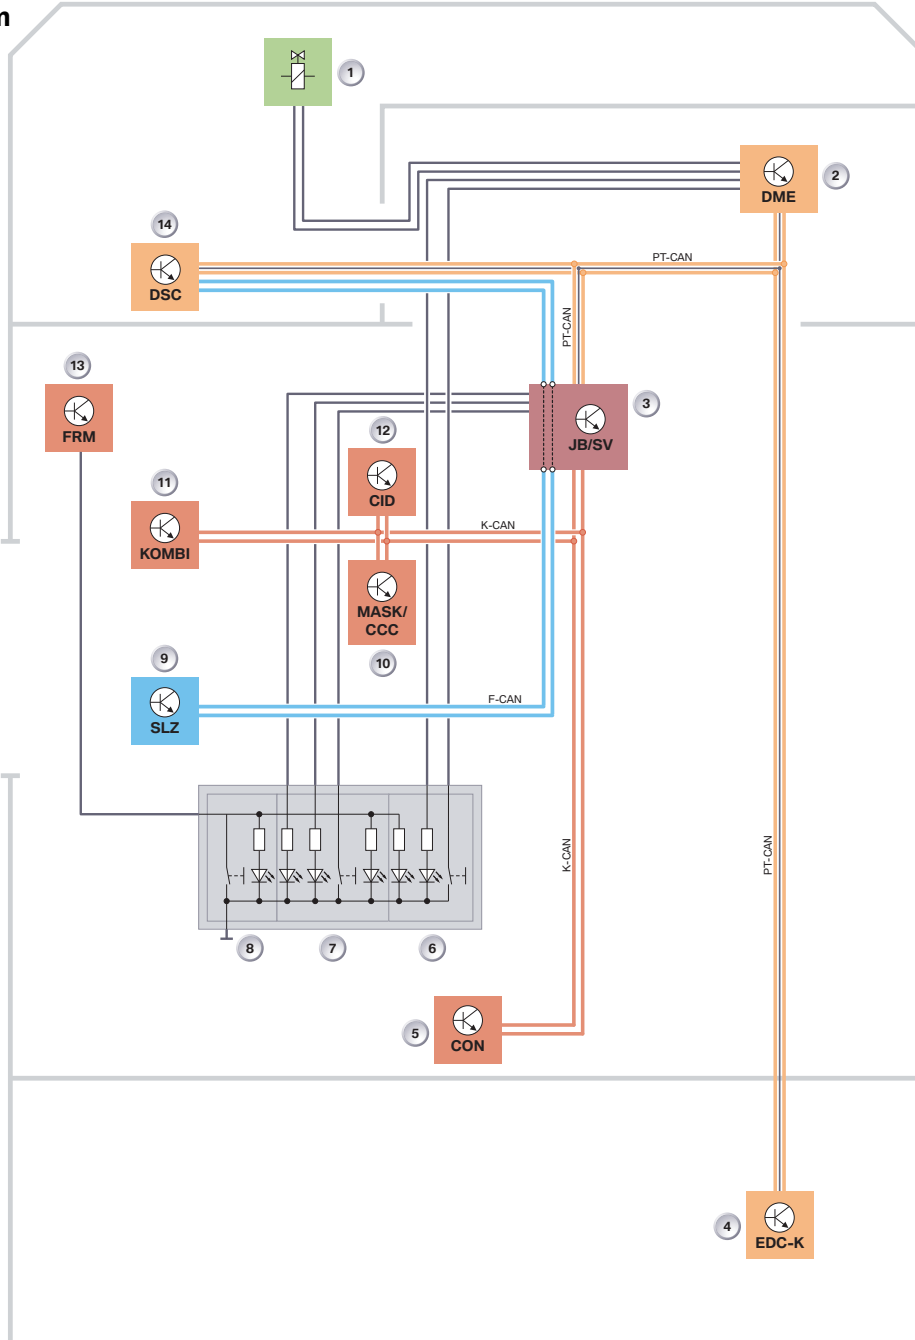 n
1
2
DME
14
DSC
PT-CAN
PT-CAN
13
FRM
3
JB/SV
12
CID
11
KOMBI
K-CAN
MASK/
CCC
10
9
SLZ
F-CAN
K-CAN
PT-CAN
8
7
6
5
CON
4
EDC-K